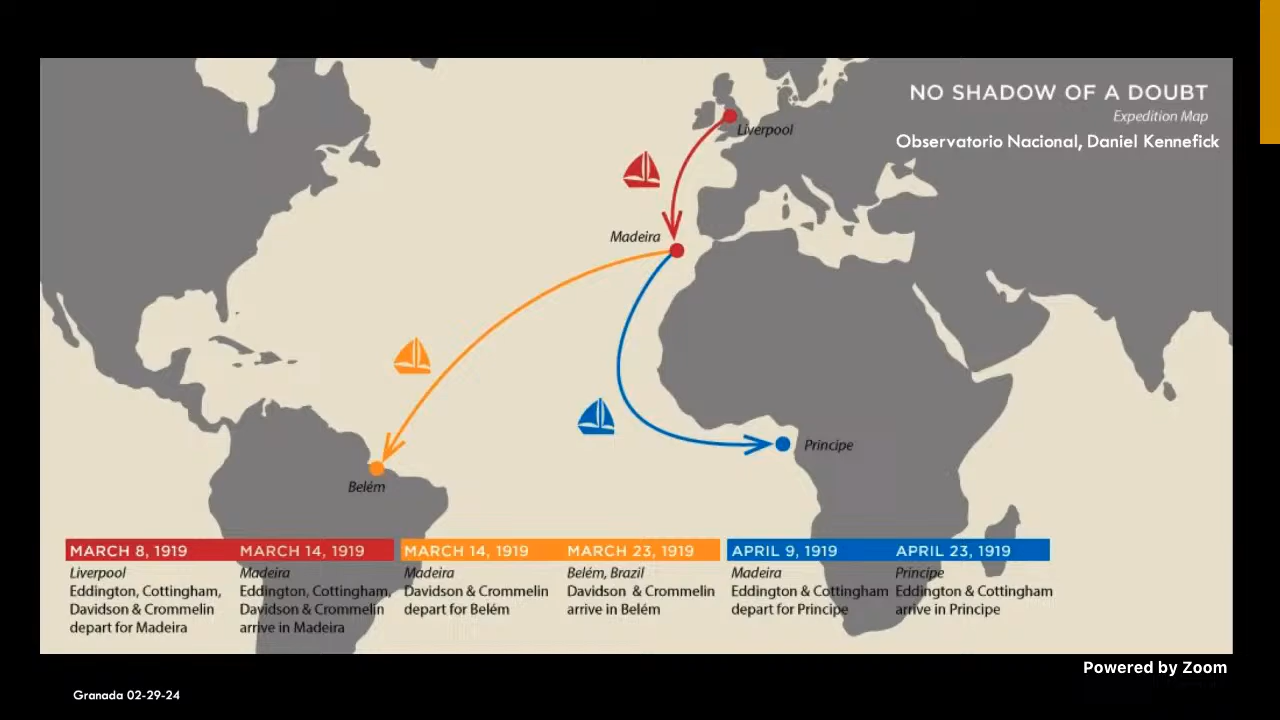 NO SHADOW OF A DOUBT
Expedition Map
Observatorio Nacional, Daniel Kennefick
Liverpool
Madeira
Principe
Belém
MARCH 8, 1919
Liverpool
Eddington, Cottingham,
Davidson & Crommelin
depart for Madeira
MARCH 14, 1919
Madeira
Eddington, Cottingham,
Davidson & Crommelin
arrive in Madeira
MARCH 14, 1919
Madeira
Davidson & Crommelin
depart for Belém
MARCH 23, 1919
Belém, Brazil
Davidson & Crommelin
arrive in Belém
APRIL 9, 1919
Madeira
Eddington & Cottingham
depart for Principe
APRIL 23, 1919
Principe
Eddington & Cottingham
arrive in Principe
Powered by Zoom
Granada 02-29-24